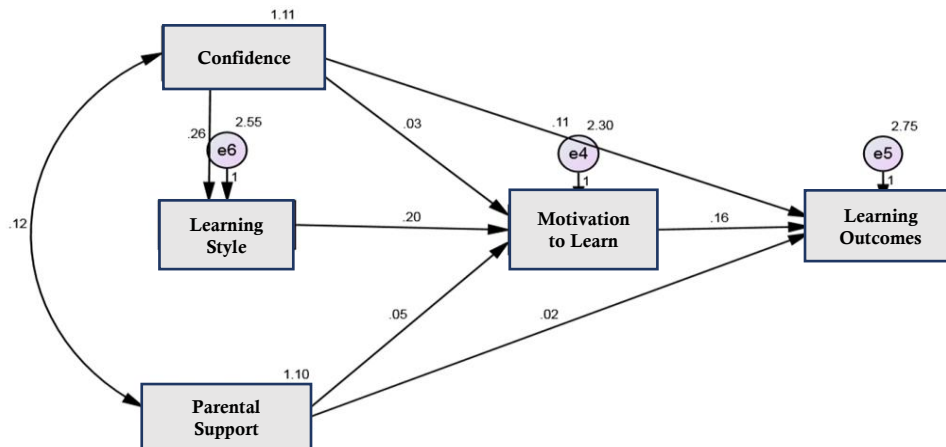 1.11
Confidence
.12
.26
2.55
e6
1
.03
.11
2.30
e4
1
2.75
e5
1
Learning
Style
.20
Motivation
to Learn
.16
Learning
Outcomes
.05
.02
1.10
Parental
Support